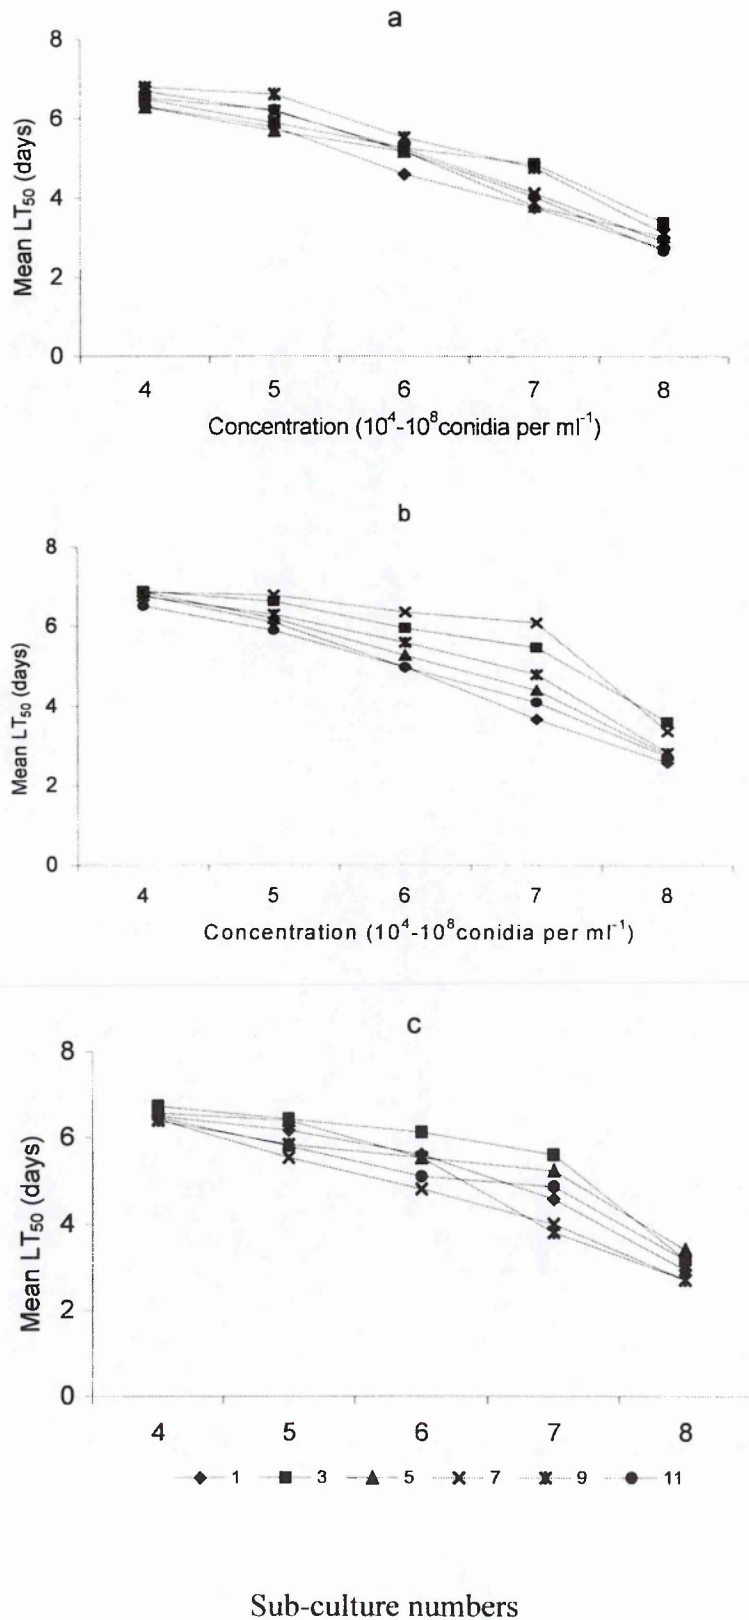 a
8
6
4
2
0
Mean LT50 (days)
4 5 6 7 8
Concentration (10⁴-10⁸conidia per ml⁻¹)
b
8
6
4
2
0
Mean LT50 (days)
4 5 6 7 8
Concentration (10⁴-10⁸conidia per ml⁻¹)
c
8
6
4
2
0
Mean LT50 (days)
4 5 6 7 8
1 3 5 7 9 11
Sub-culture numbers